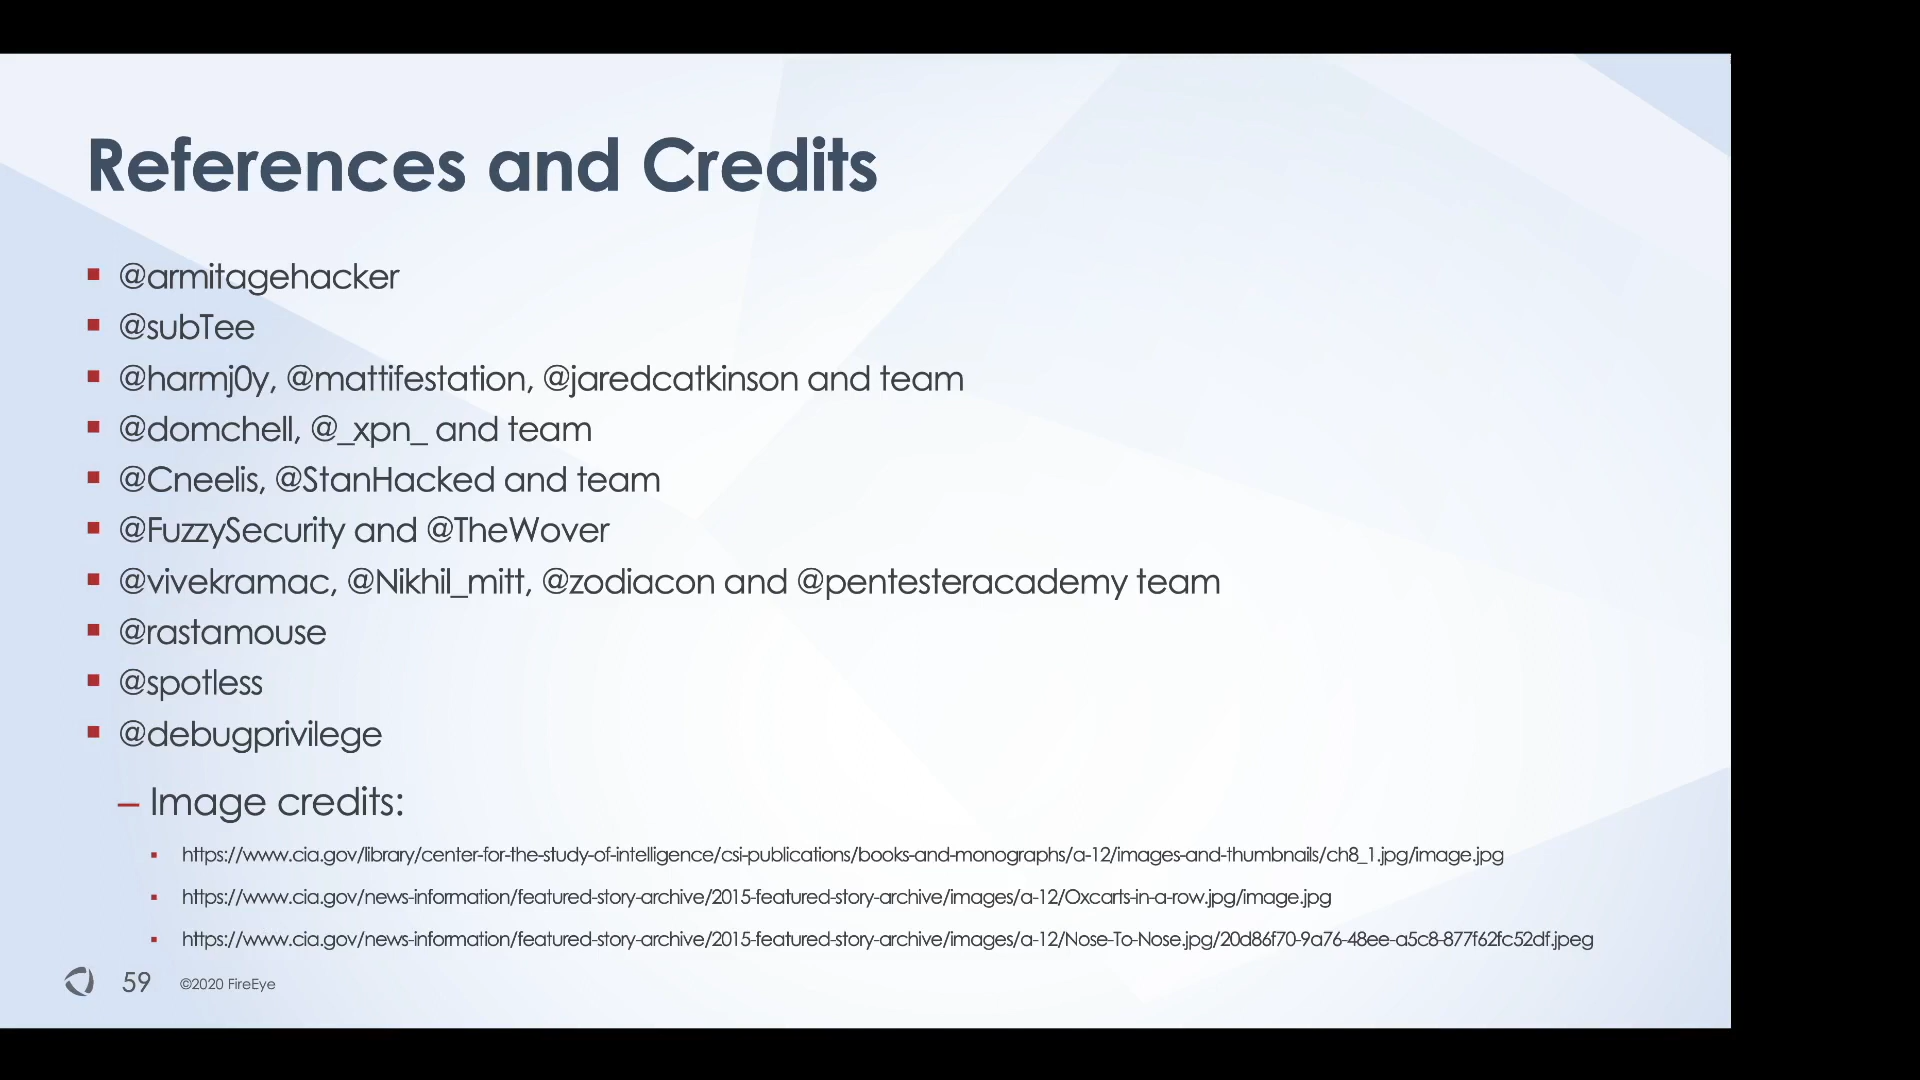 References and Credits
@armitagehacker
@subTee
@harmj0y, @mattifestation, @jaredcatkinson and team
@domchell, @_xpn_ and team
@Cneelis, @StanHacked and team
@FuzzySecurity and @TheWover
@vivekramac, @Nikhil_mitt, @zodiacon and @pentesteracademy team
@rastamouse
@spotless
@debugprivilege
– Image credits:
https://www.cia.gov/library/center-for-the-study-of-intelligence/csi-publications/books-and-monographs/a-12/images-and-thumbnails/ch8_1.jpg/image.jpg
https://www.cia.gov/news-information/featured-story-archive/2015-featured-story-archive/images/a-12/Oxcarts-in-a-row.jpg/image.jpg
https://www.cia.gov/news-information/featured-story-archive/2015-featured-story-archive/images/a-12/Nose-To-Nose.jpg/20d86f70-9a76-48ee-a5c8-877f62fc52df.jpeg
59 ©2020 FireEye